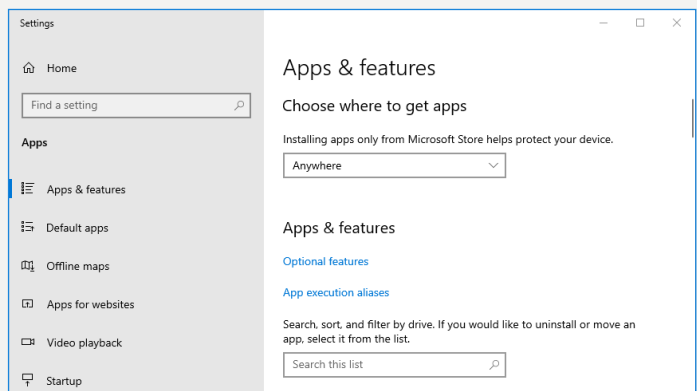 Settings
Home
Find a setting
Apps
Apps & features
Default apps
Offline maps
Apps for websites
Video playback
Startup
Apps & features
Choose where to get apps
Installing apps only from Microsoft Store helps protect your device.
Anywhere
Apps & features
Optional features
App execution aliases
Search, sort, and filter by drive. If you would like to uninstall or move an
app, select it from the list.
Search this list